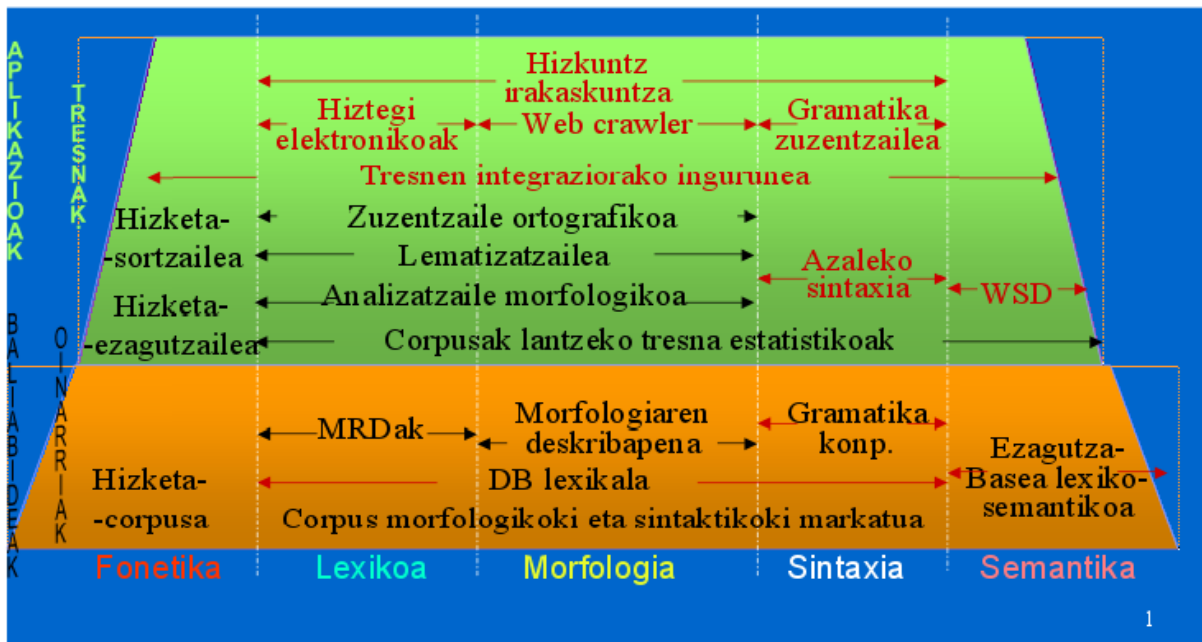 APLIKAZIOAK
TRESNAK
Hizkuntz
irakaskuntza
Hiztegi
elektronikoak
Web crawler
Gramatika
zuzentzailea
Tresnen integraziorako ingurunea
Hizketa-
-sortzailea
Zuzentzaile ortografikoa
Lematizatzailea
Azaleko
sintaxia
WSD
Hizketa-
-ezagutzailea
Analizatzaile morfologikoa
Corpusak lantzeko tresna estatistikoak
BALIABIDEAK
OINARRIAK
MRDak
Morfologiaren
deskribapena
Gramatika
konp.
Ezagutza-
Basea lexiko-
semantikoa
Hizketa-
-corpusa
DB lexikala
Corpus morfologikoki eta sintaktikoki markatua
Fonetika
Lexikoa
Morfologia
Sintaxia
Semantika
1